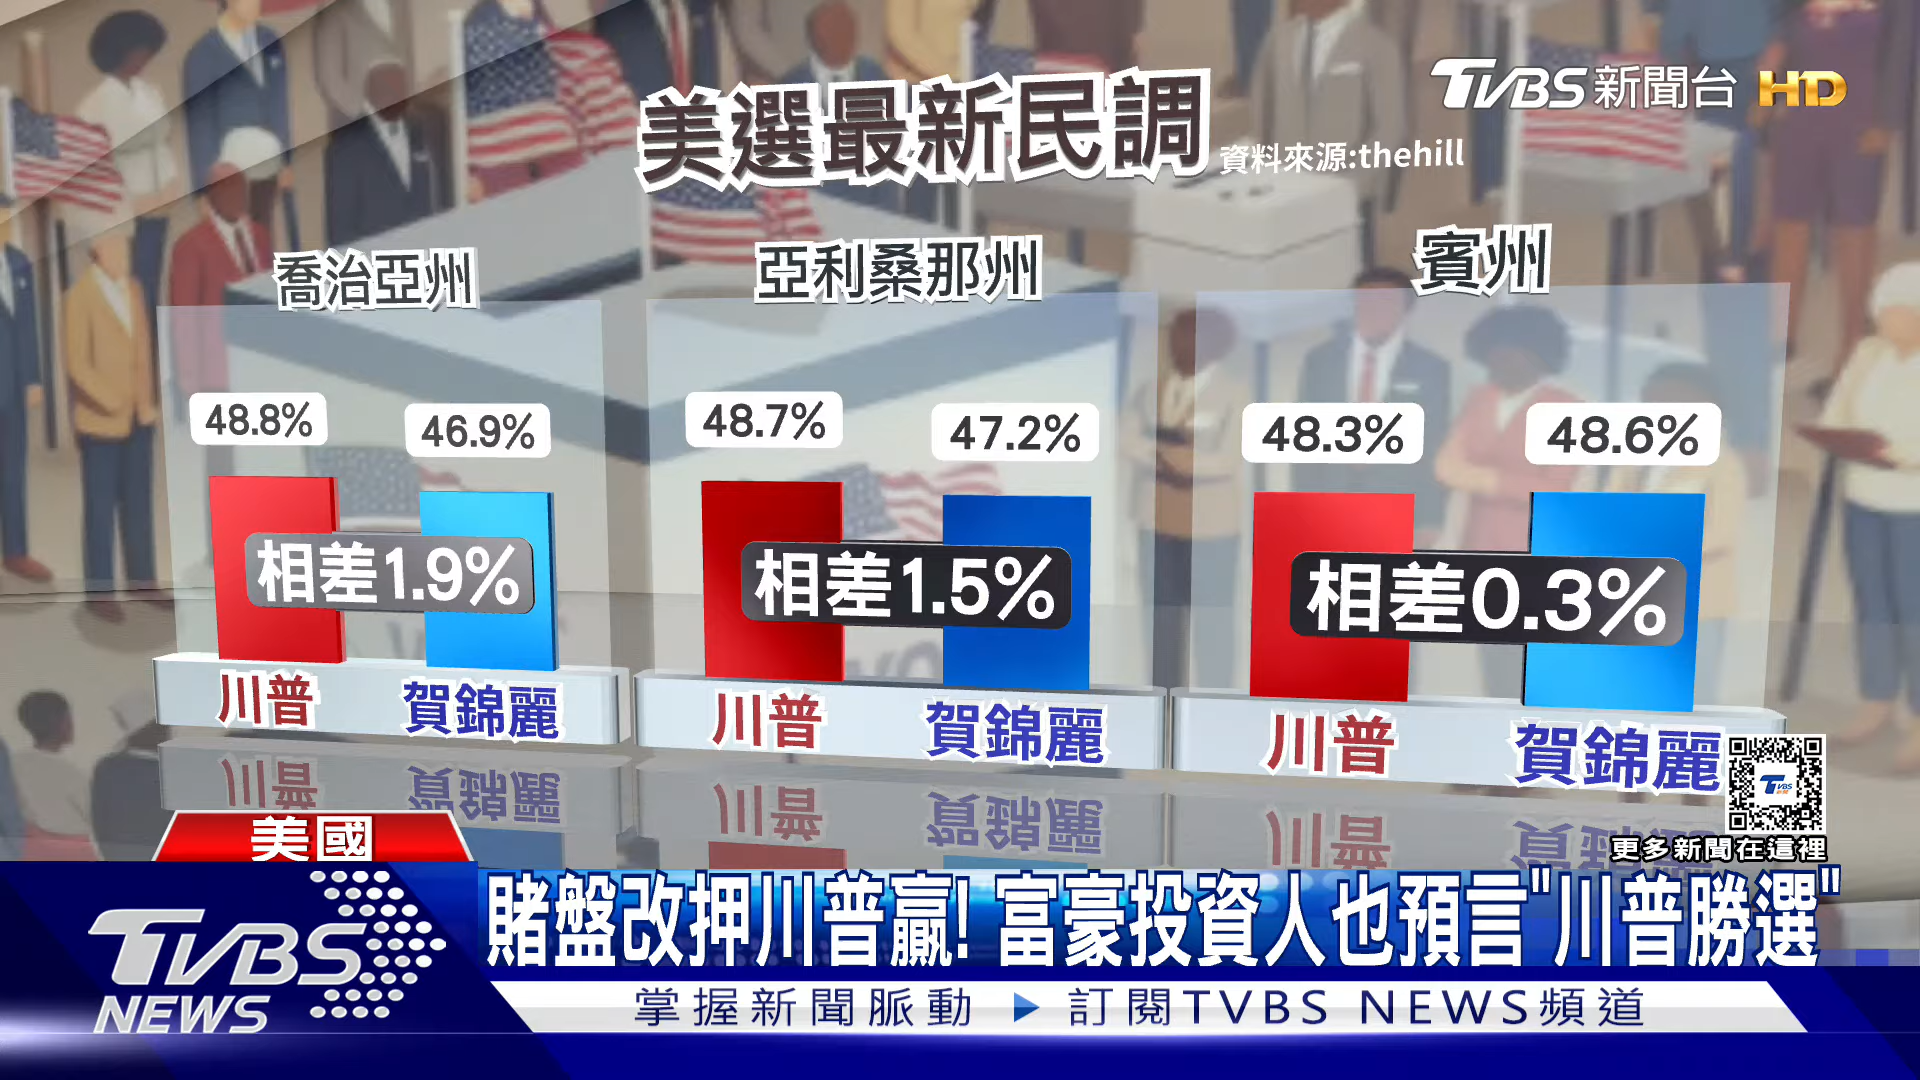 TVBS新聞台 HD
美選最新民調
資料來源:thehill
喬治亞州
48.8%
46.9%
相差1.9%
川普
賀錦麗
亞利桑那州
48.7%
47.2%
相差1.5%
川普
賀錦麗
賓州
48.3%
48.6%
相差0.3%
川普
賀錦麗
TVBS
更多新聞在這裡
美國
賭盤改押川普贏! 富豪投資人也預言"川普勝選"
TVBS
NEWS
掌握新聞脈動 ▶ 訂閱TVBS NEWS頻道